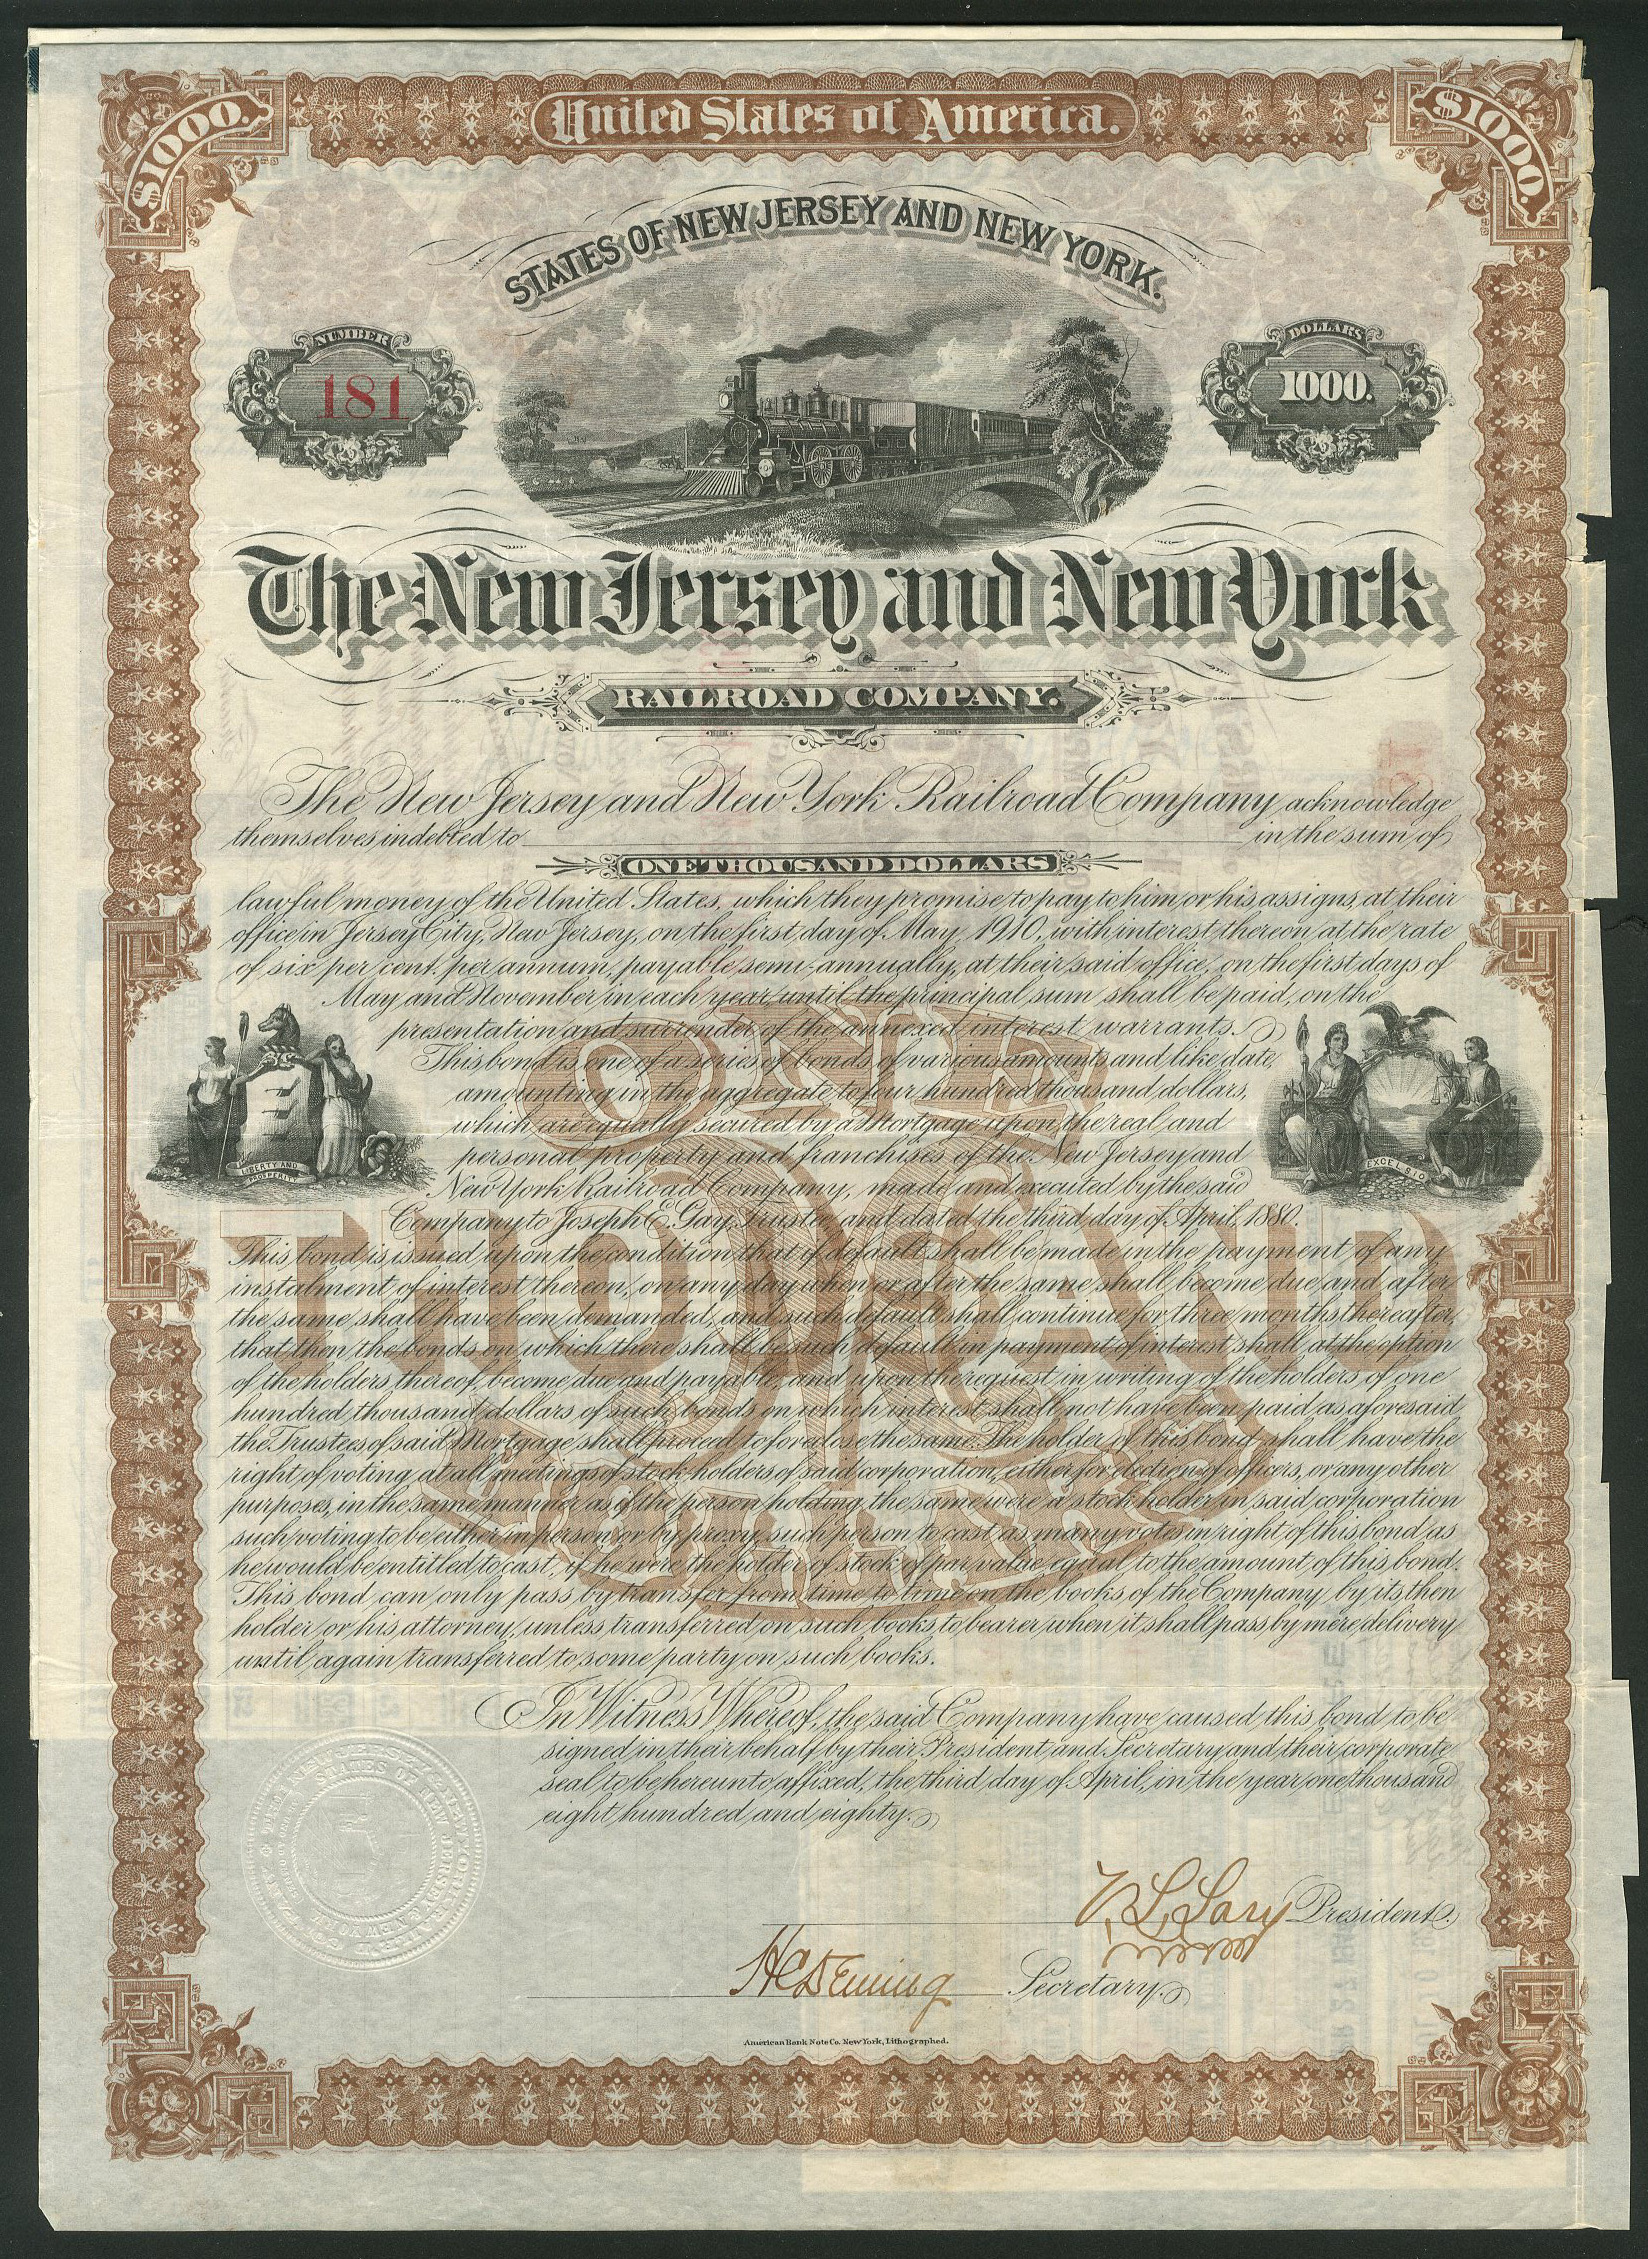 United States of America.
$1000.
$1000.
STATES OF NEW JERSEY AND NEW YORK.
NUMBER
181
DOLLARS
1000.
The New Jersey and New York
RAILROAD COMPANY.
The New Jersey and New York Railroad Company acknowledge
themselves indebted to in the sum of
ONE THOUSAND DOLLARS
lawful money of the United States, which they promise to pay to him or his assigns, at their
office in Jersey City, New Jersey, on the first day of May, 1910, with interest thereon at the rate
of six per cent. per annum, payable semi-annually, at their said office, on the first days of
May and November in each year until the principal sum shall be paid, on the
presentation and surrender of the annexed interest warrants.
This bond is one of a series of bonds of various amounts and like date,
amounting in the aggregate to four hundred thousand dollars,
which are equally secured by a Mortgage upon the real and
personal property and franchises of the New Jersey and
New York Railroad Company, made and executed by the said
Company to Joseph E. Gay, Trustee, and dated the third day of April, 1880.
This bond is issued upon the condition that if default shall be made in the payment of any
instalment of interest thereon, on any day when or after the same shall become due and after
the same shall have been demanded, and such default shall continue for three months thereafter,
that then the bonds on which there shall be such default in payment of interest shall at the option
of the holders thereof, become due and payable, and upon the request in writing of the holders of one
hundred thousand dollars of such bonds on which interest shall not have been paid as aforesaid
the Trustees of said Mortgage shall proceed to foreclose the same. The holder of this bond shall have the
right of voting at all meetings of stock holders of said corporation, either for election of officers, or any other
purposes, in the same manner as if the person holding the same were a stock holder in said corporation
such voting to be either in person or by proxy, such person to cast as many votes in right of this bond as
he would be entitled to cast, if he were the holder of stock of par value equal to the amount of this bond.
This bond can only pass by transfer from time to time on the books of the Company by its then
holder or his attorney, unless transferred on such books to bearer when it shall pass by mere delivery
until again transferred to some party on such books.
LIBERTY AND
PROSPERITY
EXCELSIOR
ONE
THOUSAND
DOLLARS
In Witness Whereof, the said Company have caused this bond to be
signed in their behalf by their President and Secretary and their corporate
seal to be hereunto affixed, the third day of April, in the year one thousand
eight hundred and eighty.
THE NEW JERSEY & NEW YORK RAILROAD COMPANY
STATES OF NEW JERSEY & NEW YORK
President.
Secretary.
American Bank Note Co. New York, Lithographed.